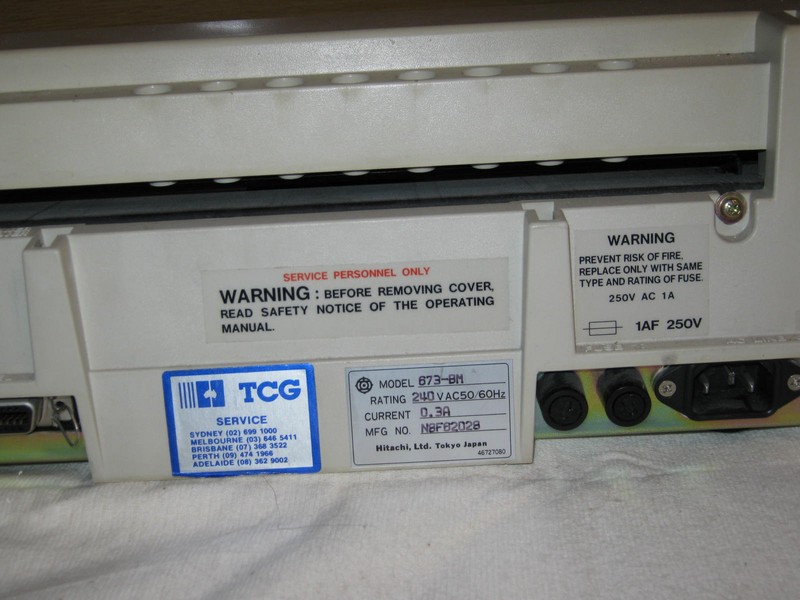 SERVICE PERSONNEL ONLY
WARNING : BEFORE REMOVING COVER,
READ SAFETY NOTICE OF THE OPERATING
MANUAL.
WARNING
PREVENT RISK OF FIRE,
REPLACE ONLY WITH SAME
TYPE AND RATING OF FUSE.
250V AC 1A
1AF 250V
TCG
SERVICE
SYDNEY (02) 699 1000
MELBOURNE (03) 646 5411
BRISBANE (07) 368 3522
PERTH (09) 474 1966
ADELAIDE (08) 362 9002
MODEL 673-BM
RATING 240 VAC 50/60Hz
CURRENT 0.3A
MFG NO. N8F82028
Hitachi, Ltd. Tokyo Japan
46727080